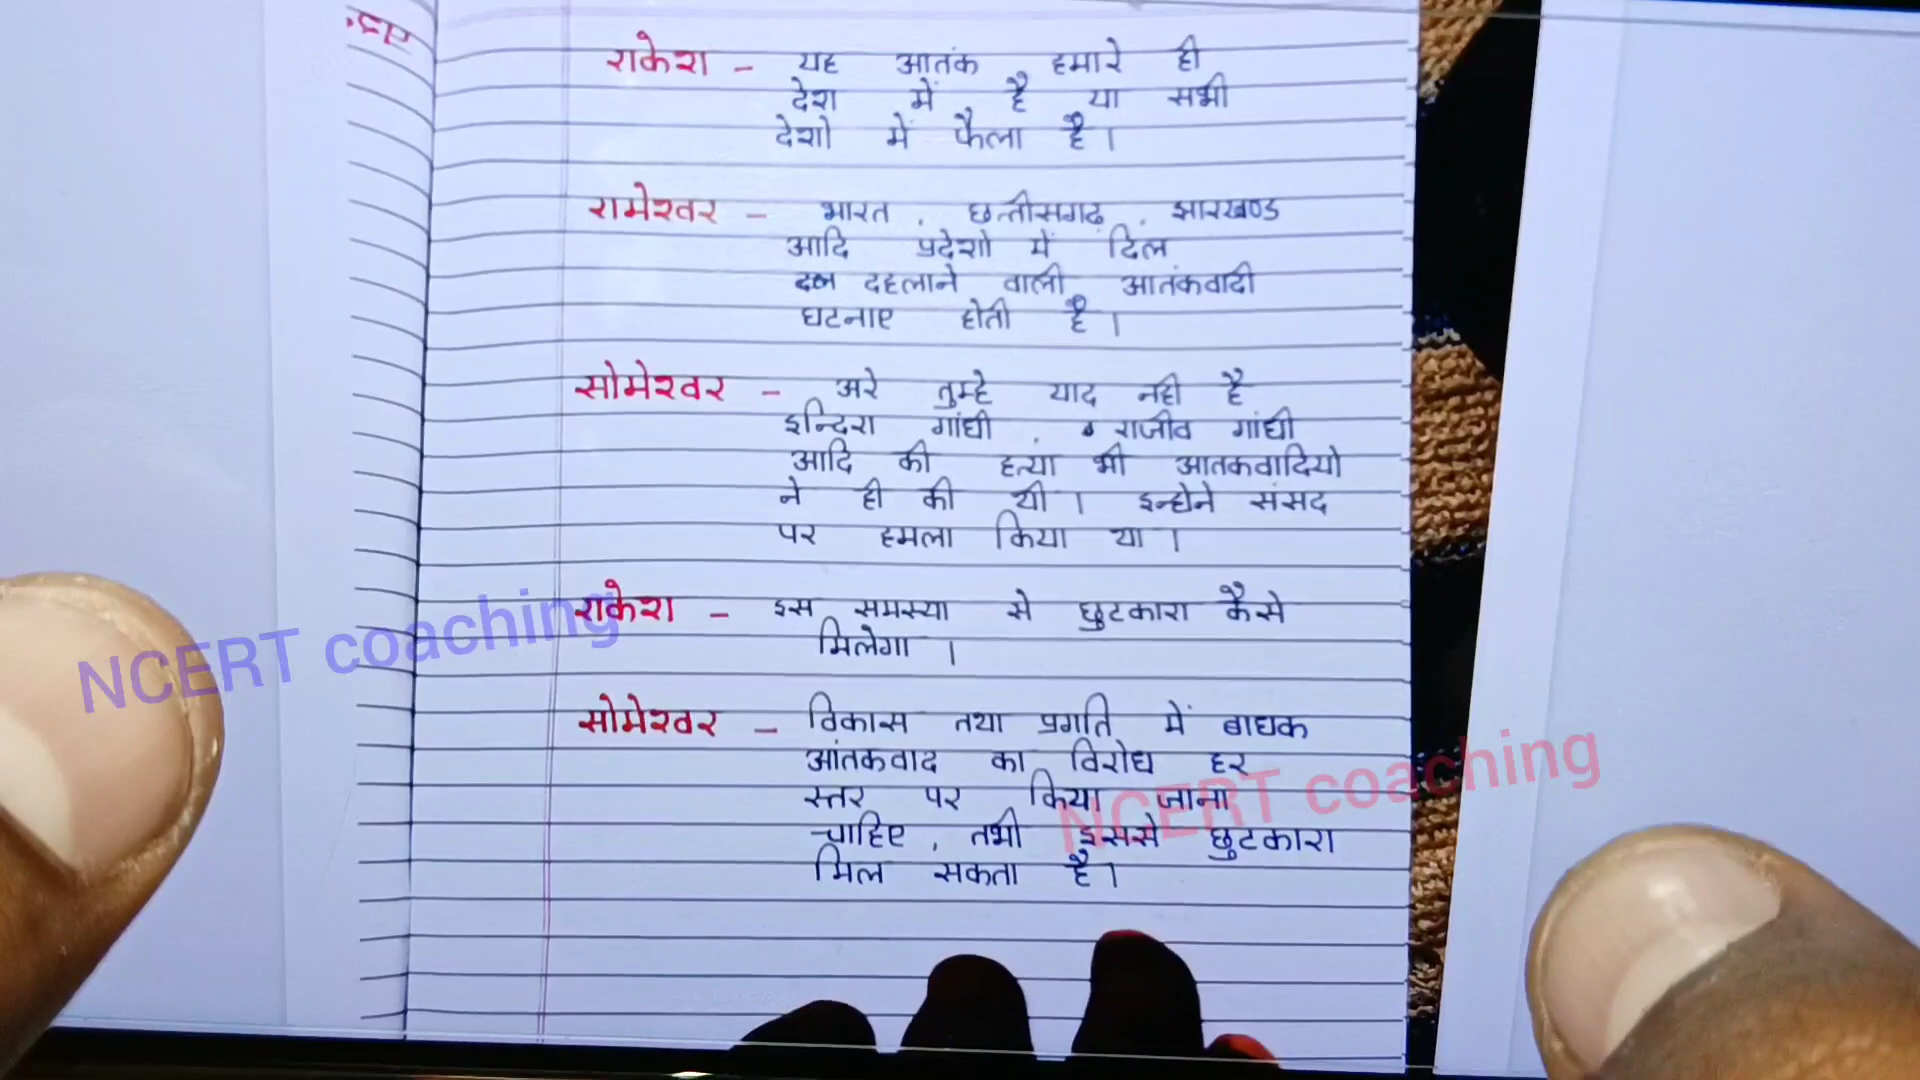 राकेश - यह आतंक हमारे ही
देश में है या सभी
देशो में फैला है।
रामेश्वर - भारत , छत्तीसगढ़ , झारखण्ड
आदि प्रदेशो में दिल
दहलाने वाली आतंकवादी
घटनाए होती है।
सोमेश्वर - अरे तुम्हे याद नही है
इन्दिरा गांधी , राजीव गांधी
आदि की हत्या भी आतकवादियो
ने ही की थी। इन्होने संसद
पर हमला किया था।
राकेश - इस समस्या से छुटकारा कैसे
मिलेगा ।
सोमेश्वर - विकास तथा प्रगति में बाधक
आंतकवाद का विरोध हर
स्तर पर किया जाना
चाहिए , तभी इससे छुटकारा
मिल सकता है।
NCERT coaching
NCERT coaching